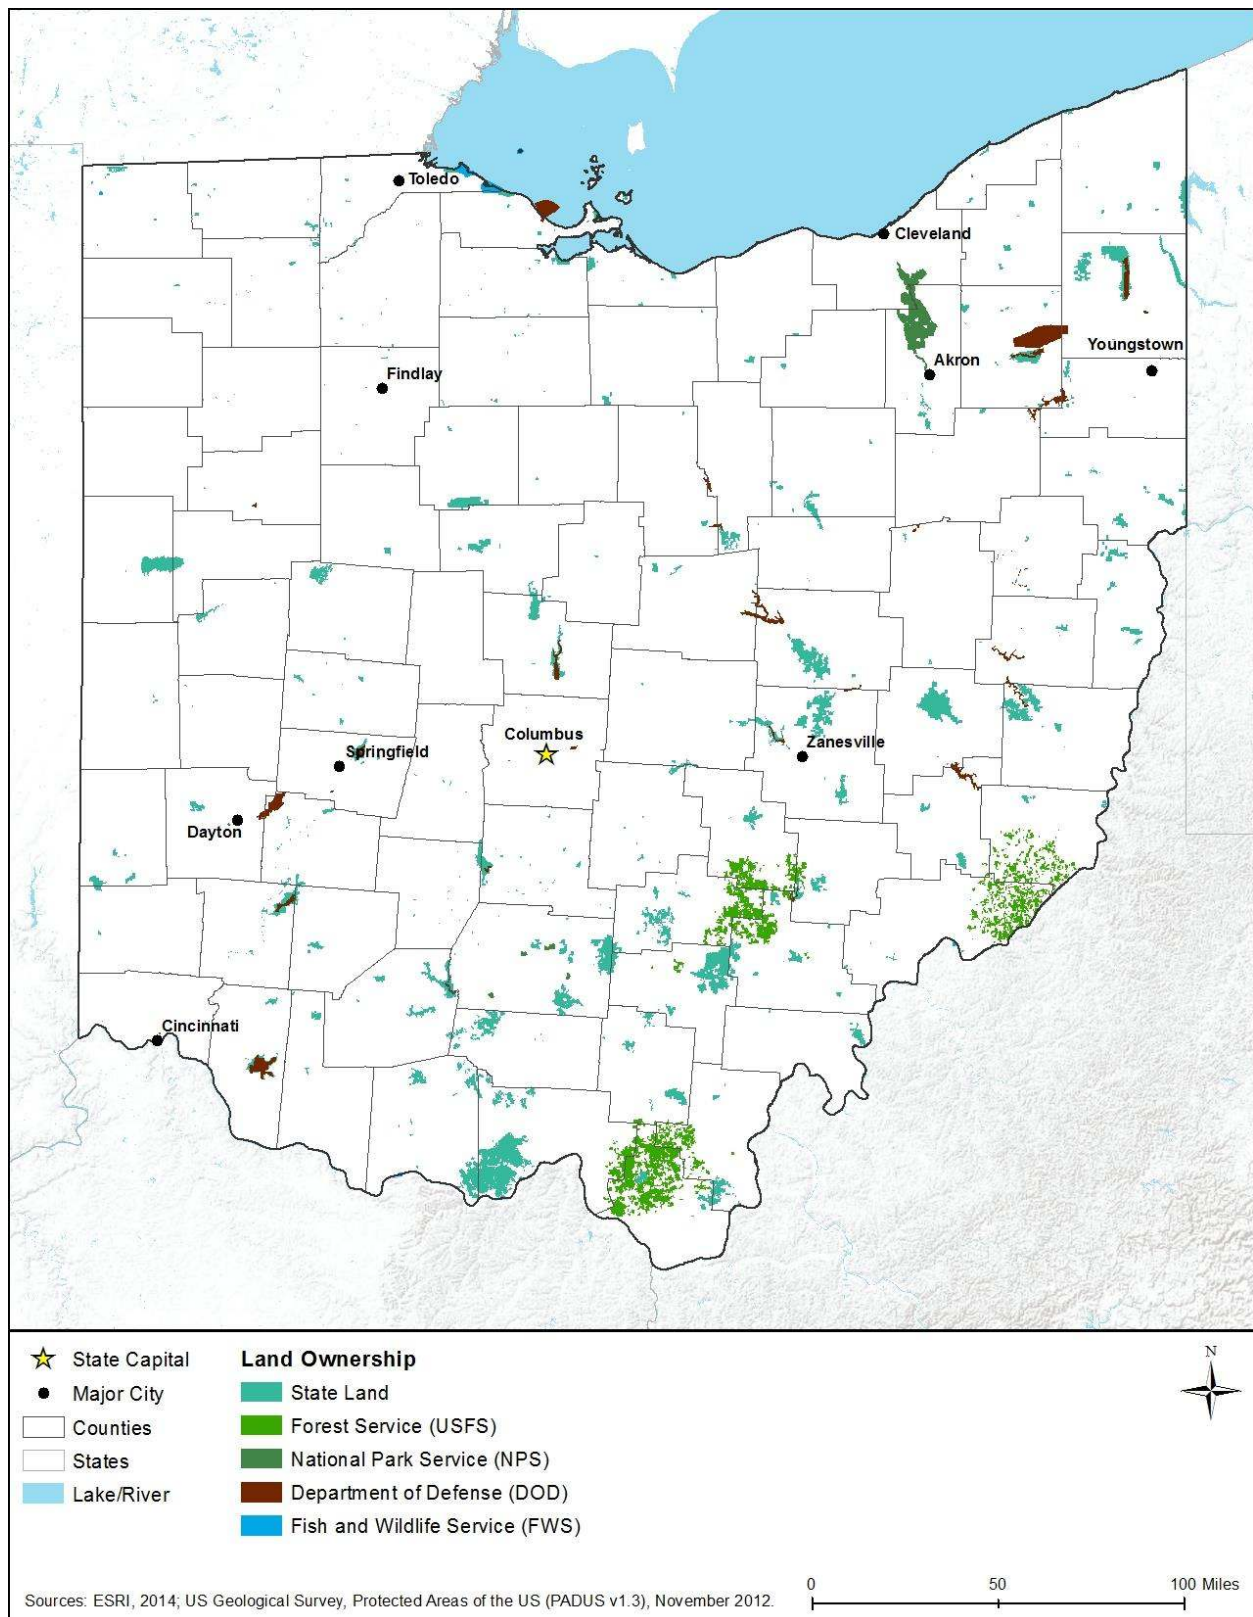 Toledo
Cleveland
Youngstown
Akron
Findlay
Columbus
Zanesville
Springfield
Dayton
Cincinnati
State Capital
Major City
Counties
States
Lake/River
Land Ownership
State Land
Forest Service (USFS)
National Park Service (NPS)
Department of Defense (DOD)
Fish and Wildlife Service (FWS)
N
0 50 100 Miles
Sources: ESRI, 2014; US Geological Survey, Protected Areas of the US (PADUS v1.3), November 2012.